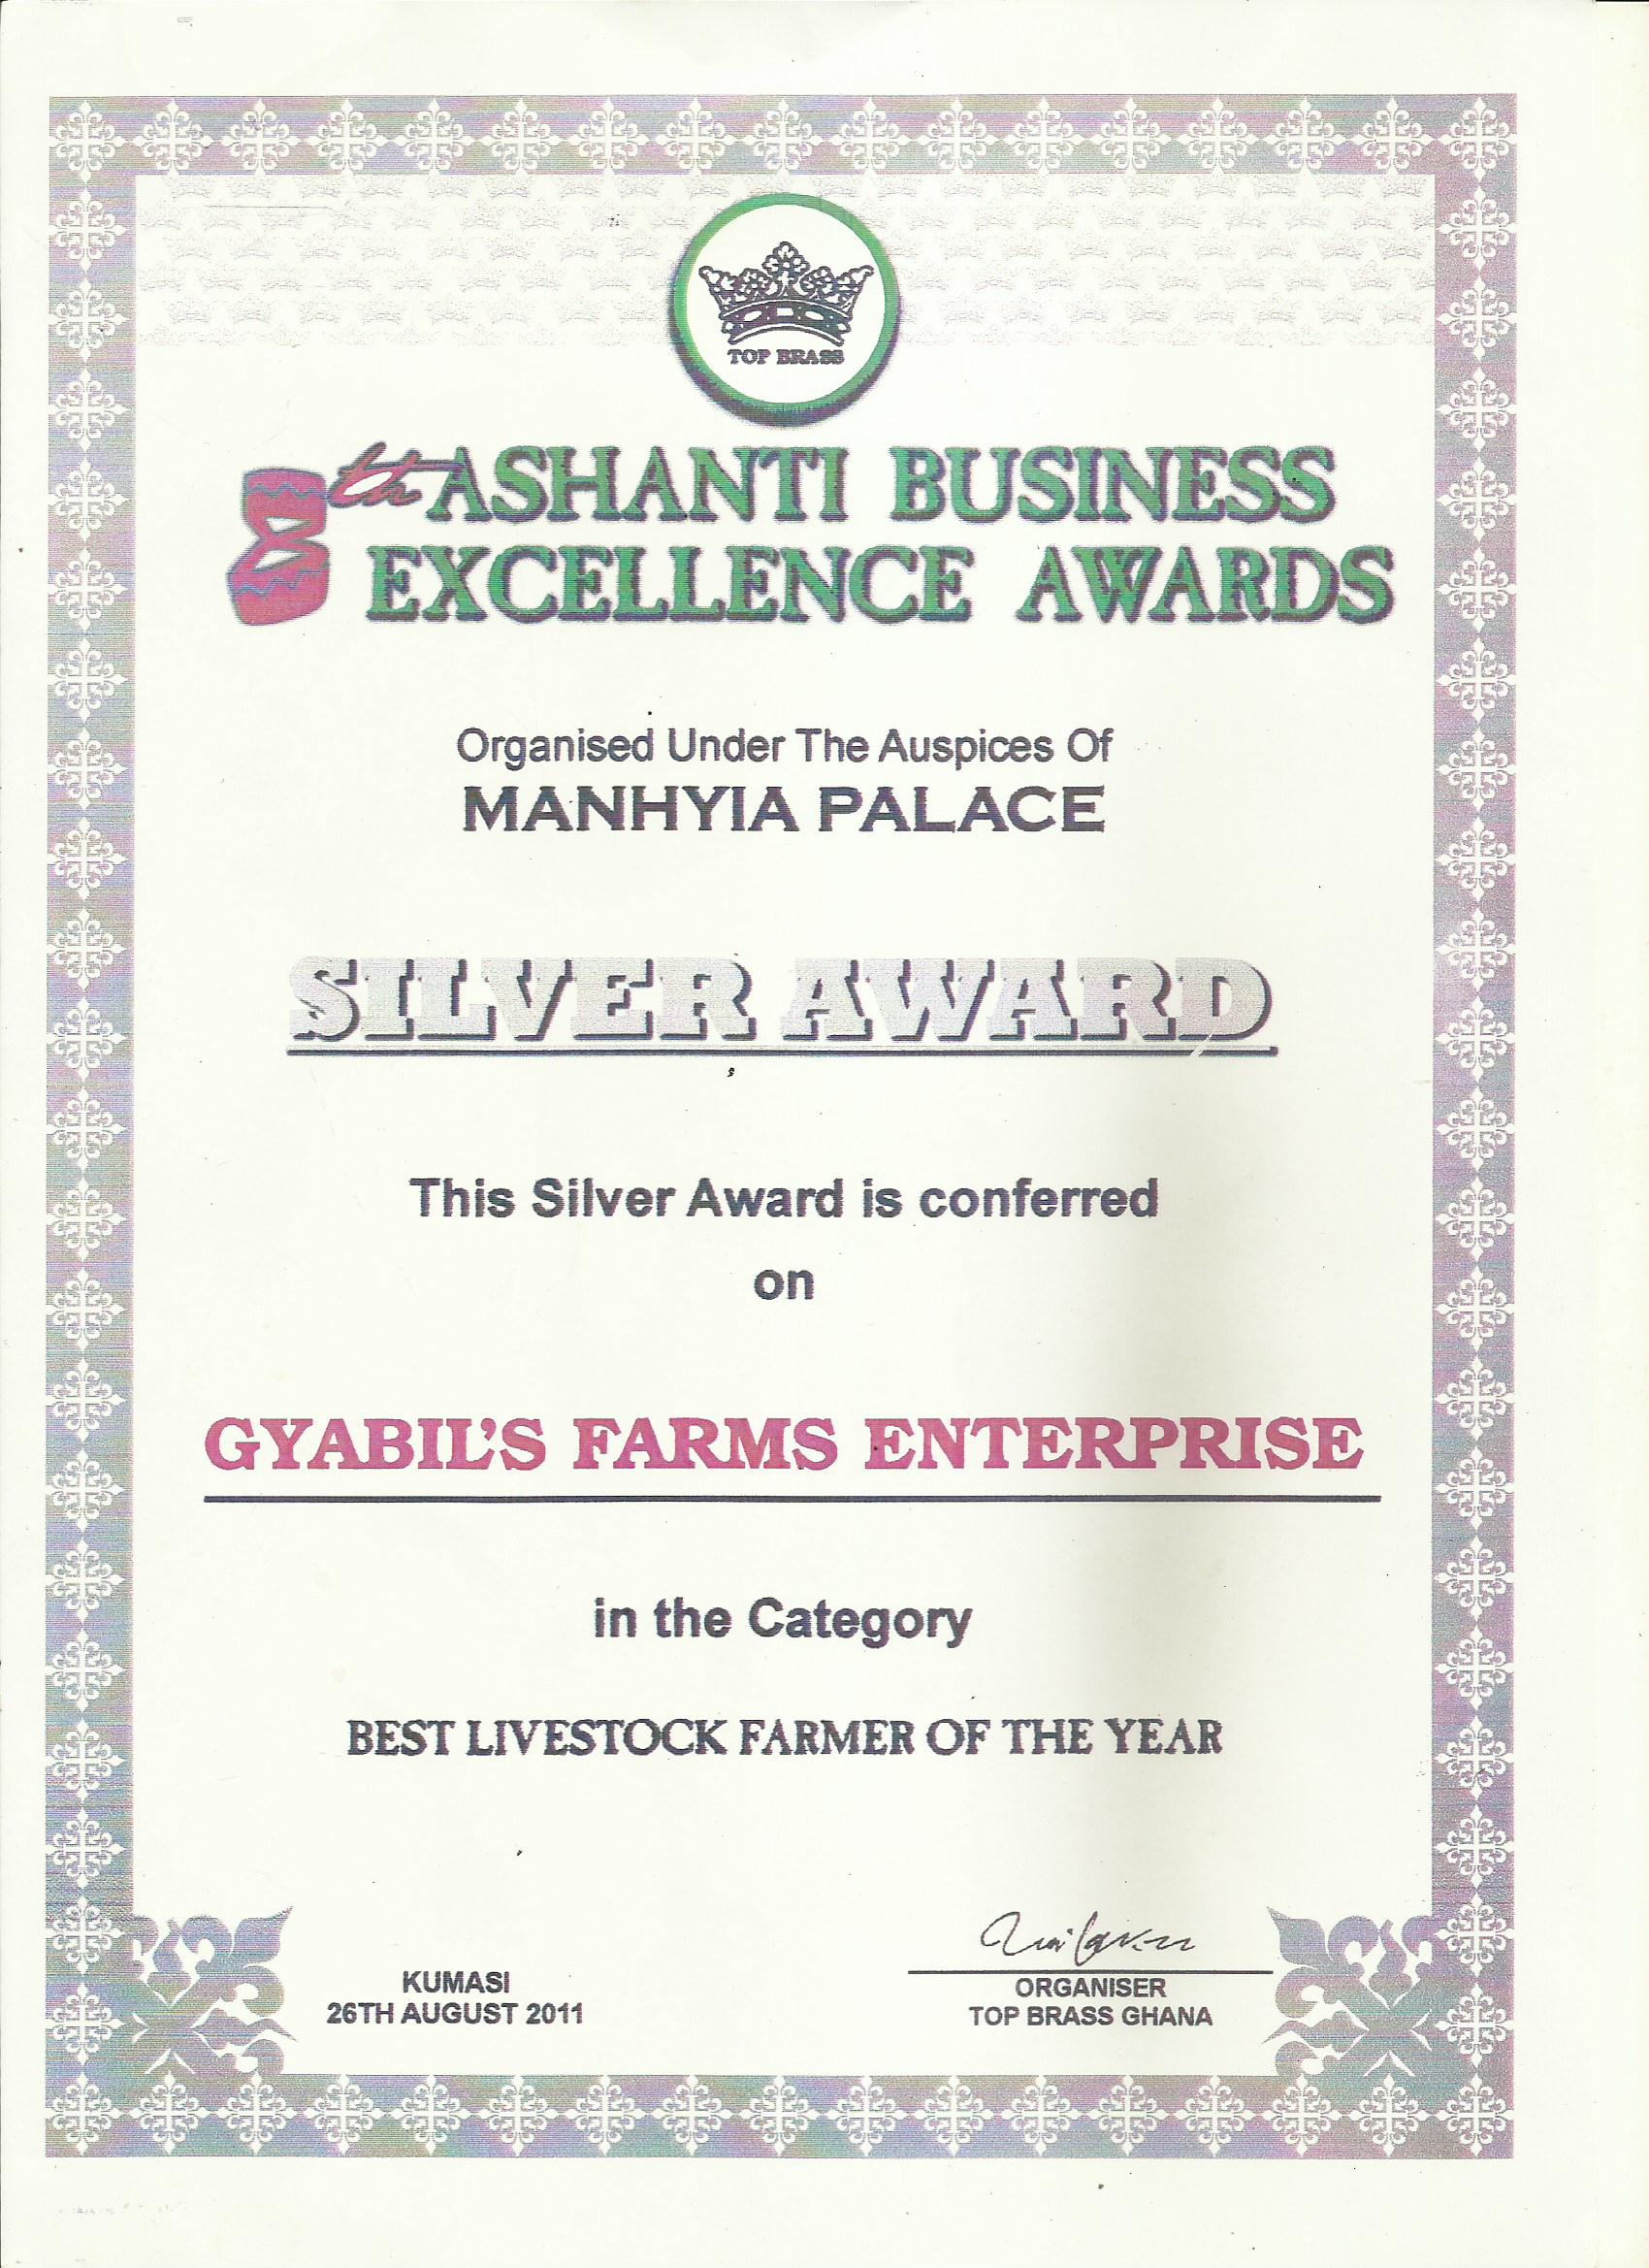 TOP BRASS
8th ASHANTI BUSINESS
EXCELLENCE AWARDS
Organised Under The Auspices Of
MANHYIA PALACE
SILVER AWARD
This Silver Award is conferred
on
GYABIL'S FARMS ENTERPRISE
in the Category
BEST LIVESTOCK FARMER OF THE YEAR
KUMASI
26TH AUGUST 2011
ORGANISER
TOP BRASS GHANA